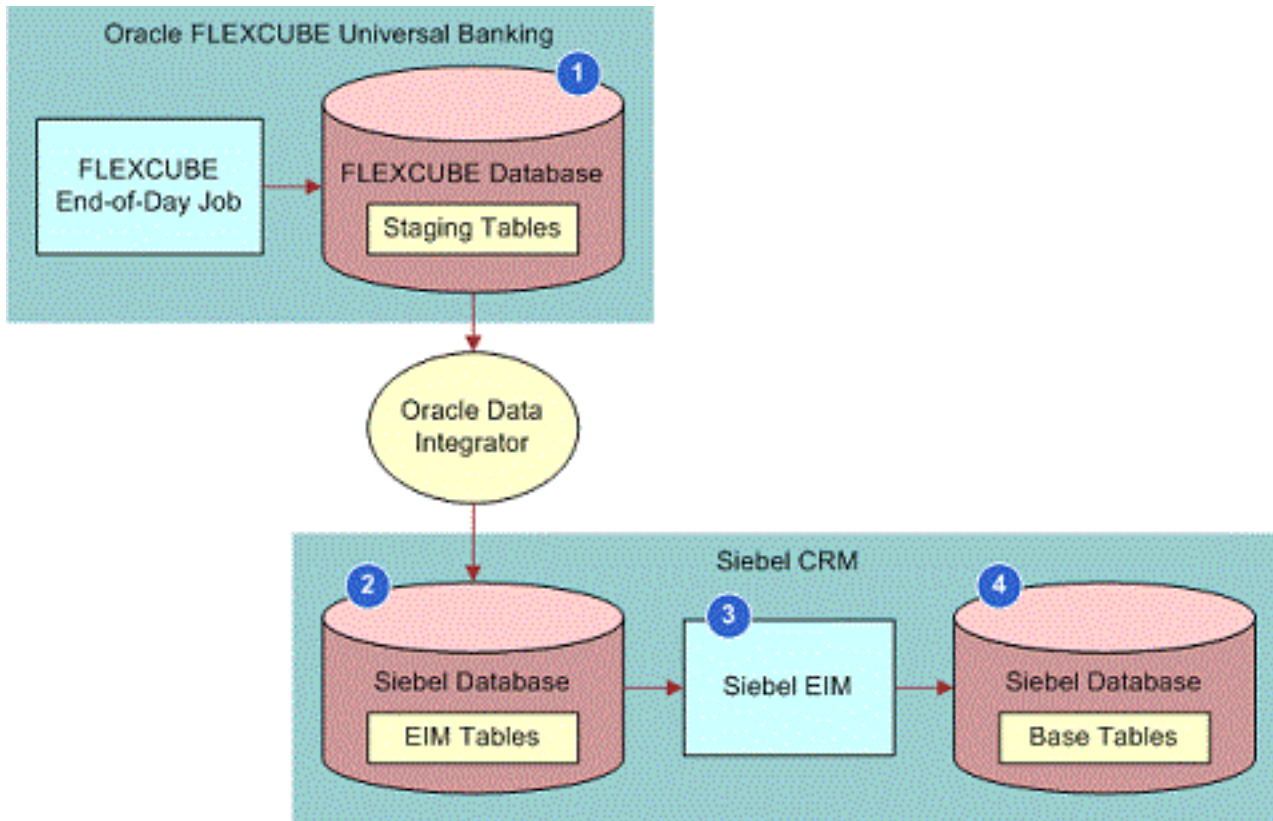 Oracle FLEXCUBE Universal Banking
1
FLEXCUBE
End-of-Day Job
FLEXCUBE Database
Staging Tables
Oracle Data
Integrator
Siebel CRM
2
3
4
Siebel Database
EIM Tables
Siebel EIM
Siebel Database
Base Tables